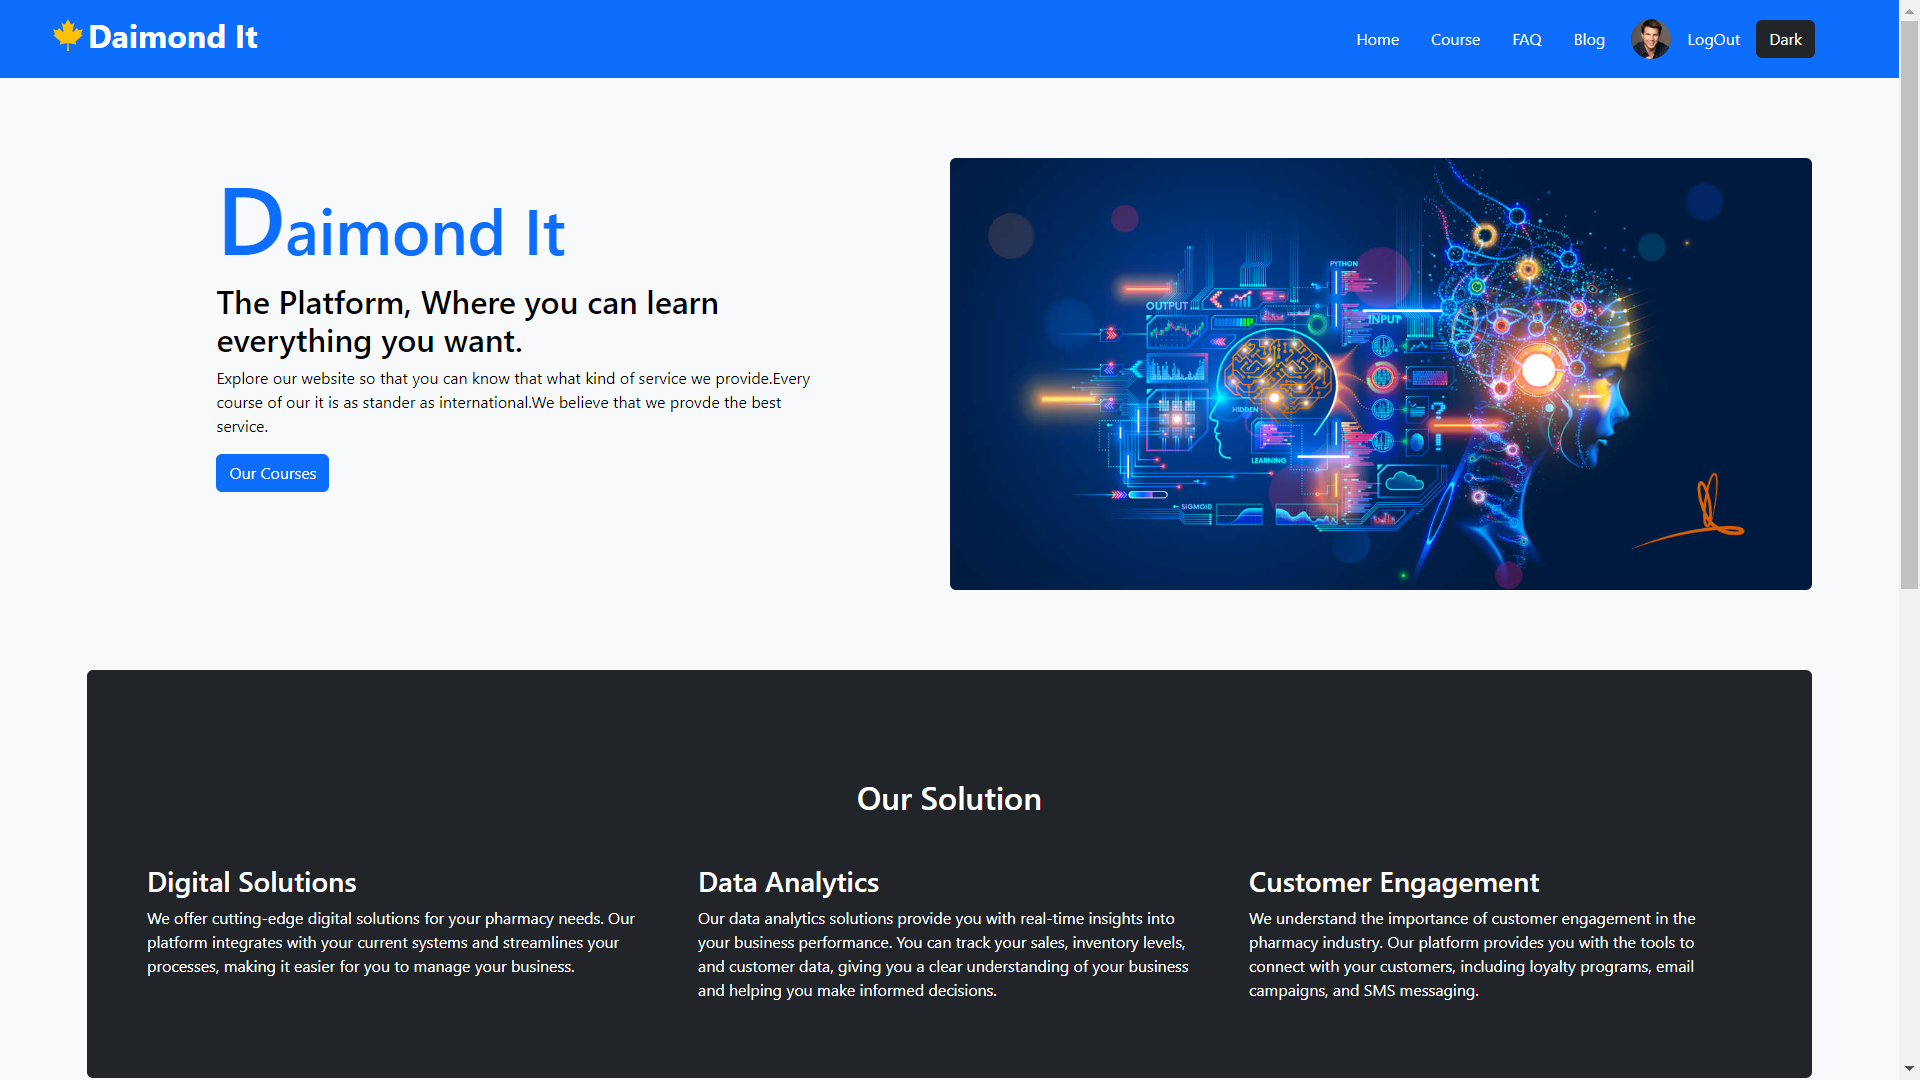 Daimond It
Home Course FAQ Blog LogOut Dark
Daimond It
The Platform, Where you can learn
everything you want.
Explore our website so that you can know that what kind of service we provide.Every
course of our it is as stander as international.We believe that we provde the best
service.
Our Courses
PYTHON
OUTPUT
INPUT
HIDDEN
LEARNING
SIGMOID
Our Solution
Digital Solutions
We offer cutting-edge digital solutions for your pharmacy needs. Our
platform integrates with your current systems and streamlines your
processes, making it easier for you to manage your business.
Data Analytics
Our data analytics solutions provide you with real-time insights into
your business performance. You can track your sales, inventory levels,
and customer data, giving you a clear understanding of your business
and helping you make informed decisions.
Customer Engagement
We understand the importance of customer engagement in the
pharmacy industry. Our platform provides you with the tools to
connect with your customers, including loyalty programs, email
campaigns, and SMS messaging.